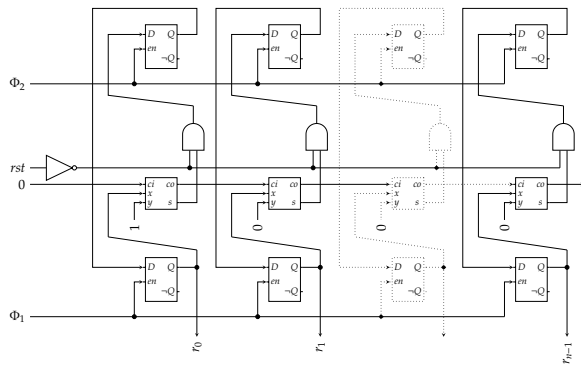 D Q D Q D Q D Q
en en en en
¬Q ¬Q ¬Q ¬Q
Φ2
rst
0
ci co ci co ci co ci co
x x x x
y s y s y s y s
1 0 0 0
D Q D Q D Q D Q
en ¬Q en ¬Q en ¬Q en ¬Q
Φ1
r0 r1 rn−1